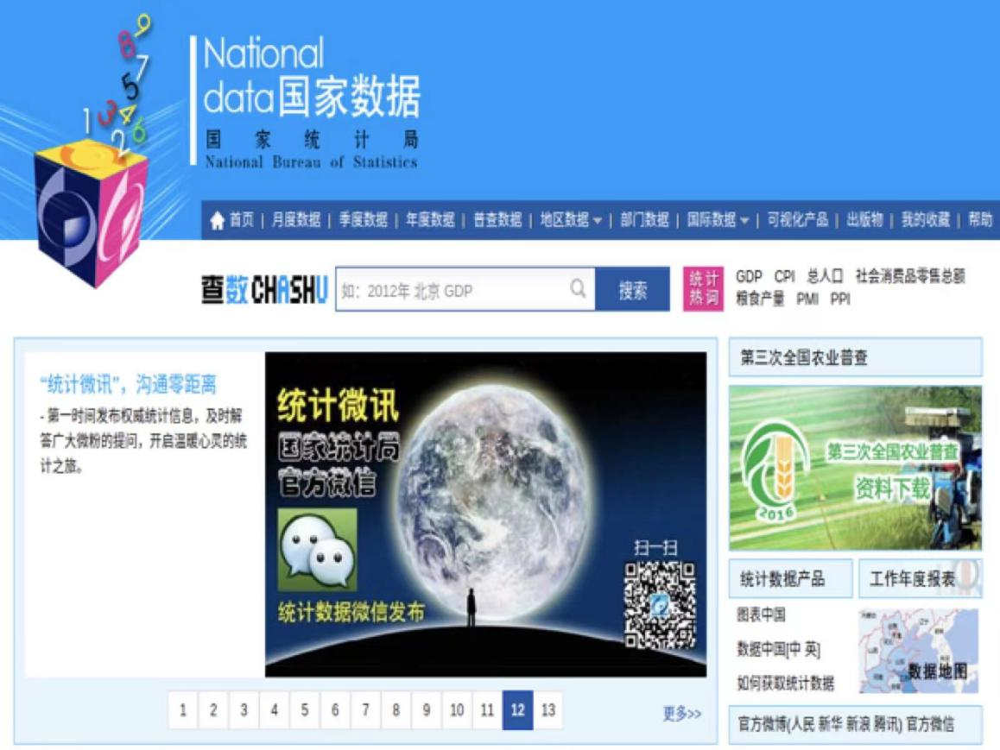 9
8
7
5
1 3 4
2 6
National
data国家数据
国家统计局
National Bureau of Statistics
首页 | 月度数据 | 季度数据 | 年度数据 | 普查数据 | 地区数据 | 部门数据 | 国际数据 | 可视化产品 | 出版物 | 我的收藏 | 帮助
查数CHASHU
如：2012年 北京 GDP
搜索
统计
热词
GDP CPI 总人口 社会消费品零售总额
粮食产量 PMI PPI
“统计微讯”，沟通零距离
- 第一时间发布权威统计信息，及时解
答广大微粉的提问，开启温暖心灵的统
计之旅。
统计微讯
国家统计局
官方微信
统计数据微信发布
扫一扫
1 2 3 4 5 6 7 8 9 10 11 12 13
更多>>
第三次全国农业普查
第三次全国农业普查
资料下载
2016
统计数据产品
工作年度报表
图表中国
数据中国[中 英]
如何获取统计数据
数据地图
官方微博(人民 新华 新浪 腾讯) 官方微信